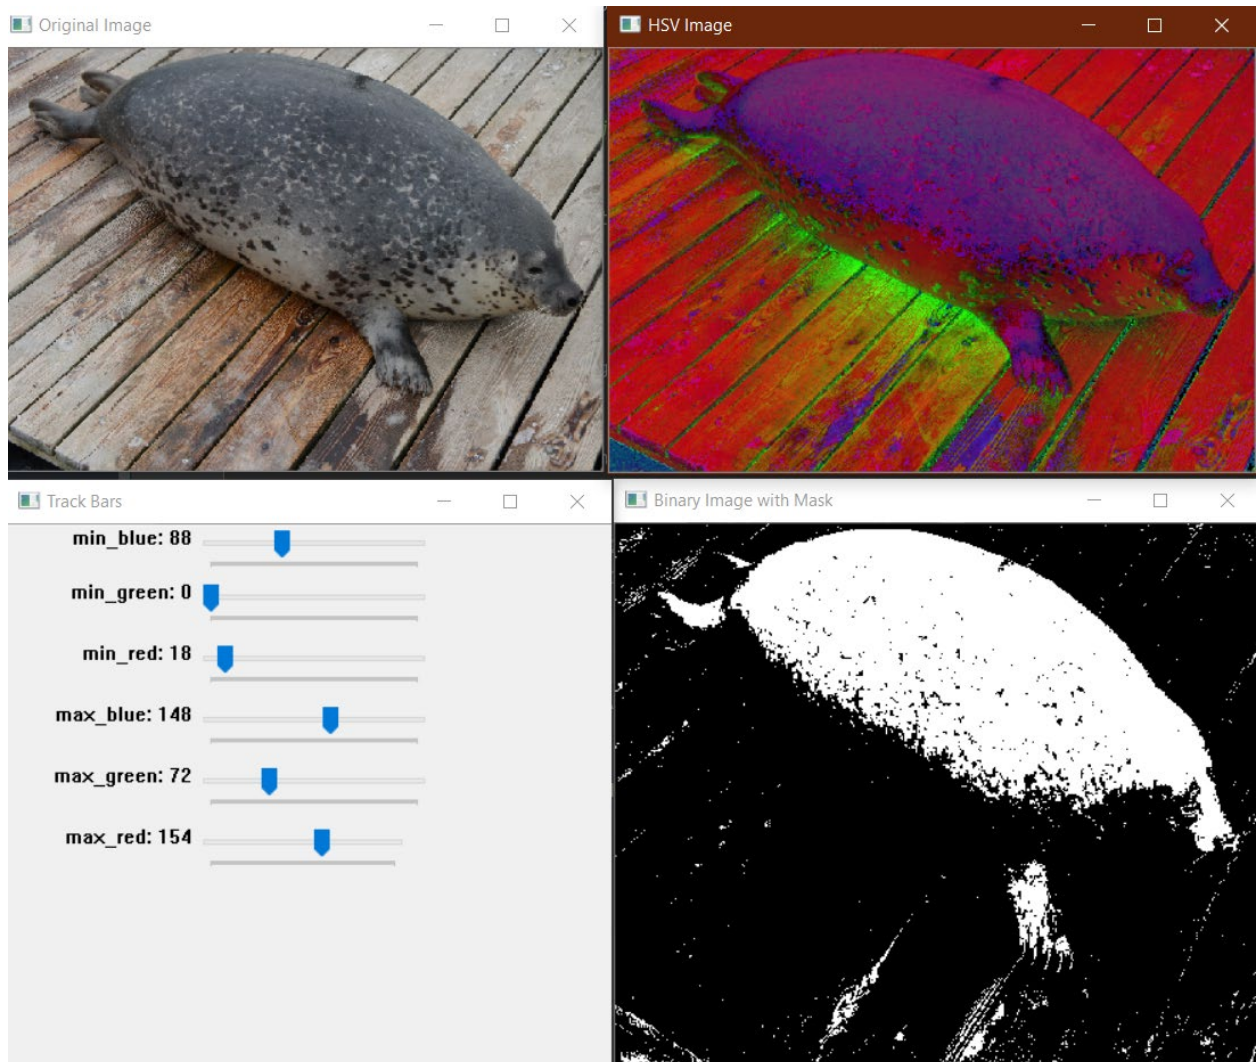 Original Image
HSV Image
Track Bars
min_blue: 88
min_green: 0
min_red: 18
max_blue: 148
max_green: 72
max_red: 154
Binary Image with Mask